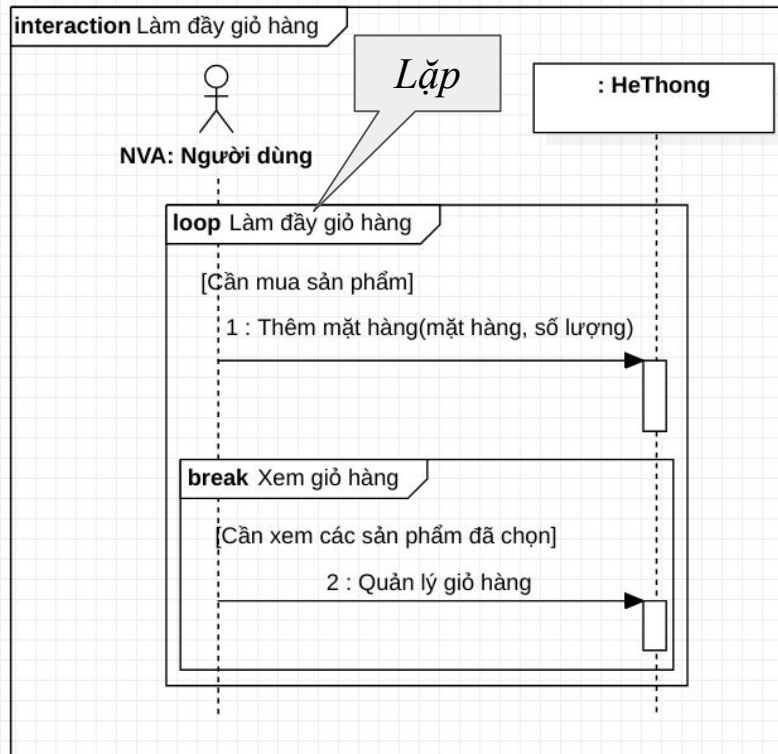 interaction Làm đầy giỏ hàng
Lặp
: HeThong
NVA: Người dùng
loop Làm đầy giỏ hàng
[Cần mua sản phẩm]
1 : Thêm mặt hàng(mặt hàng, số lượng)
break Xem giỏ hàng
[Cần xem các sản phẩm đã chọn]
2 : Quản lý giỏ hàng